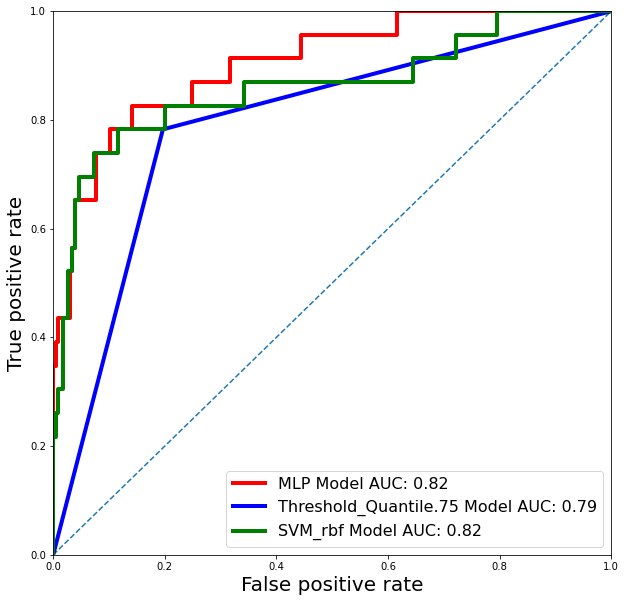 1.0
0.8
0.6
0.4
0.2
0.0
True positive rate
MLP Model AUC: 0.82
Threshold_Quantile.75 Model AUC: 0.79
SVM_rbf Model AUC: 0.82
0.0 0.2 0.4 0.6 0.8 1.0
False positive rate